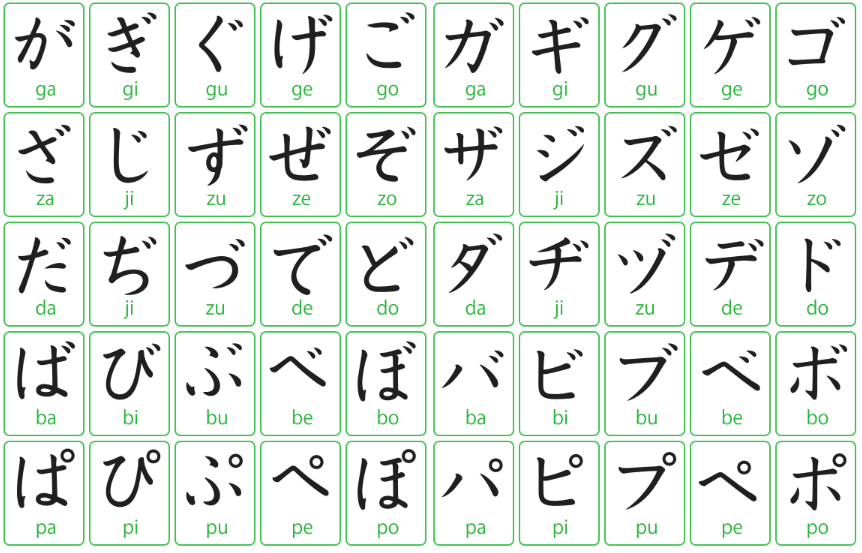 が ぎ ぐ げ ご ガ ギ グ ゲ ゴ
ga gi gu ge go ga gi gu ge go
ざ じ ず ぜ ぞ ザ ジ ズ ゼ ゾ
za ji zu ze zo za ji zu ze zo
だ ぢ づ で ど ダ ヂ ヅ デ ド
da ji zu de do da ji zu de do
ば び ぶ べ ぼ バ ビ ブ ベ ボ
ba bi bu be bo ba bi bu be bo
ぱ ぴ ぷ ぺ ぽ パ ピ プ ペ ポ
pa pi pu pe po pa pi pu pe po